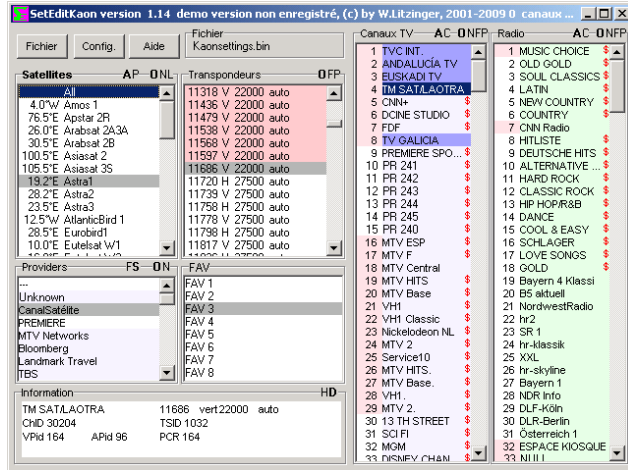 SetEditKaon version 1.14 demo version non enregistré, (c) by W.Litzinger, 2001-2009 0 canaux ...
Fichier Config. Aide
Fichier
Kaonsettings.bin
Satellites AP ONL
All
4.0°W Amos 1
76.5°E Apstar 2R
26.0°E Arabsat 2A3A
30.5°E Arabsat 2B
100.5°E Asiasat 2
105.5°E Asiasat 3S
19.2°E Astra1
28.2°E Astra2
23.5°E Astra3
12.5°W AtlanticBird 1
28.5°E Eurobird1
10.0°E Eutelsat W1
Transpondeurs OFP
11318 V 22000 auto
11436 V 22000 auto
11479 V 22000 auto
11538 V 22000 auto
11568 V 22000 auto
11597 V 22000 auto
11686 V 22000 auto
11720 H 27500 auto
11739 V 27500 auto
11758 H 27500 auto
11778 V 27500 auto
11798 H 27500 auto
11817 V 27500 auto
Providers FS ON
---
Unknown
CanalSatélite
PREMIERE
MTV Networks
Bloomberg
Landmark Travel
TBS
FAV
FAV 1
FAV 2
FAV 3
FAV 4
FAV 5
FAV 6
FAV 7
FAV 8
Information HD
TM SAT/LAOTRA 11686 vert 22000 auto
ChID 30204 TSID 1032
VPid 164 APid 96 PCR 164
Canaux TV AC ONFP
1 TVC INT.
2 ANDALUCÍA TV
3 EUSKADI TV
4 TM SAT/LAOTRA
5 CNN+ $
6 DCINE STUDIO $
7 FDF $
8 TV GALICIA
9 PREMIERE SPO... $
10 PR 241 $
11 PR 242 $
12 PR 243 $
13 PR 244 $
14 PR 245 $
15 PR 240 $
16 MTV ESP $
17 MTV F $
18 MTV Central
19 MTV HITS $
20 MTV Base $
21 VH1 $
22 VH1 Classic $
23 Nickelodeon NL $
24 MTV 2 $
25 Service10 $
26 MTV HITS. $
27 MTV Base. $
28 VH1. $
29 MTV 2. $
30 13 TH STREET $
31 SCI FI $
32 MGM $
33 DISNEY CHAN $
Radio AC ONFP
1 MUSIC CHOICE $
2 OLD GOLD $
3 SOUL CLASSICS $
4 LATIN $
5 NEW COUNTRY $
6 COUNTRY $
7 CNN Radio
8 HITLISTE $
9 DEUTSCHE HITS $
10 ALTERNATIVE ... $
11 HARD ROCK $
12 CLASSIC ROCK $
13 HIP HOP/R&B $
14 DANCE $
15 COOL & EASY $
16 SCHLAGER $
17 LOVE SONGS $
18 GOLD $
19 Bayern 4 Klassi
20 B5 aktuell
21 NordwestRadio
22 hr2
23 SR 1
24 hr-klassik
25 XXL
26 hr-skyline
27 Bayern 1
28 NDR Info
29 DLF-Köln
30 DLR-Berlin
31 Österreich 1
32 ESPACE KIOSQUE
33 NULL